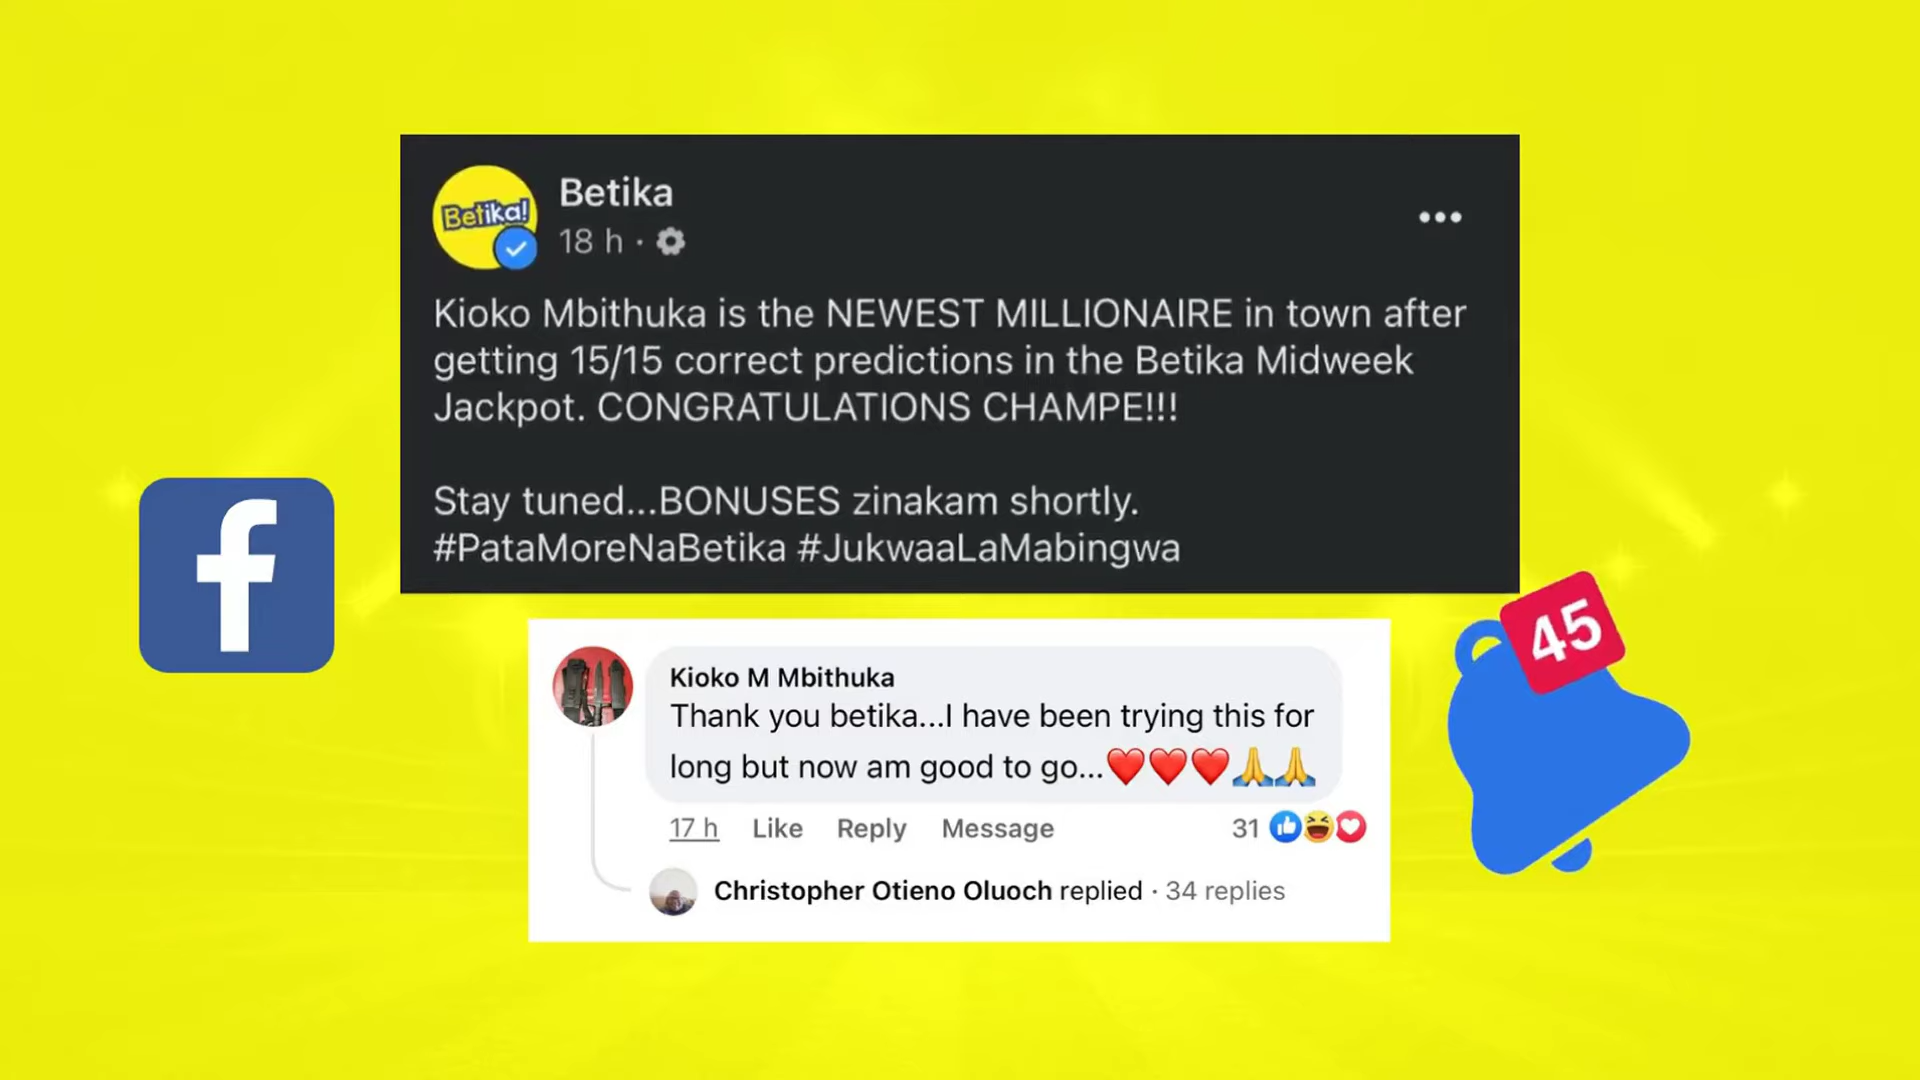 Betika!
Betika
18 h ·
Kioko Mbithuka is the NEWEST MILLIONAIRE in town after
getting 15/15 correct predictions in the Betika Midweek
Jackpot. CONGRATULATIONS CHAMPE!!!
Stay tuned...BONUSES zinakam shortly.
#PataMoreNaBetika #JukwaaLaMabingwa
f
45
Kioko M Mbithuka
Thank you betika...I have been trying this for
long but now am good to go...❤️❤️❤️🙏🙏
17 h Like Reply Message 31
Christopher Otieno Oluoch replied · 34 replies